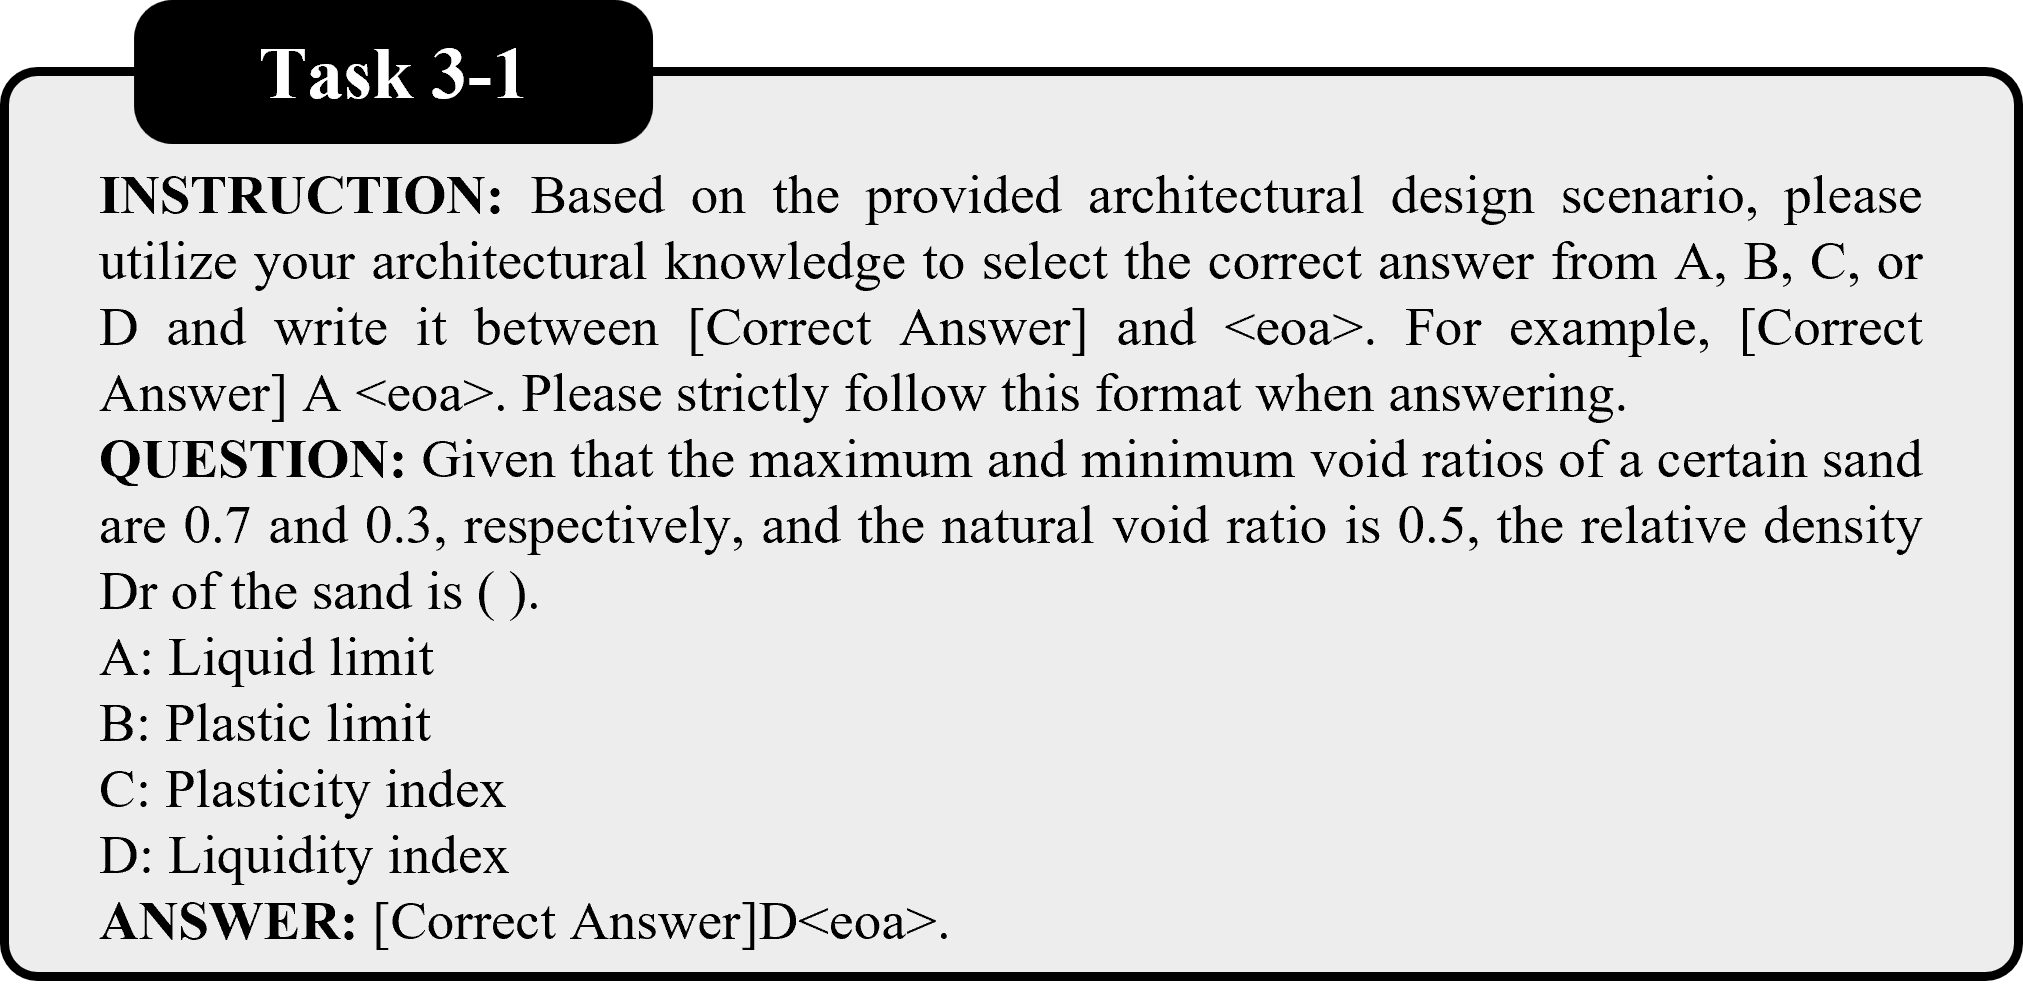 Task 3-1
INSTRUCTION: Based on the provided architectural design scenario, please
utilize your architectural knowledge to select the correct answer from A, B, C, or
D and write it between [Correct Answer] and <eoa>. For example, [Correct
Answer] A <eoa>. Please strictly follow this format when answering.
QUESTION: Given that the maximum and minimum void ratios of a certain sand
are 0.7 and 0.3, respectively, and the natural void ratio is 0.5, the relative density
Dr of the sand is ( ).
A: Liquid limit
B: Plastic limit
C: Plasticity index
D: Liquidity index
ANSWER: [Correct Answer]D<eoa>.